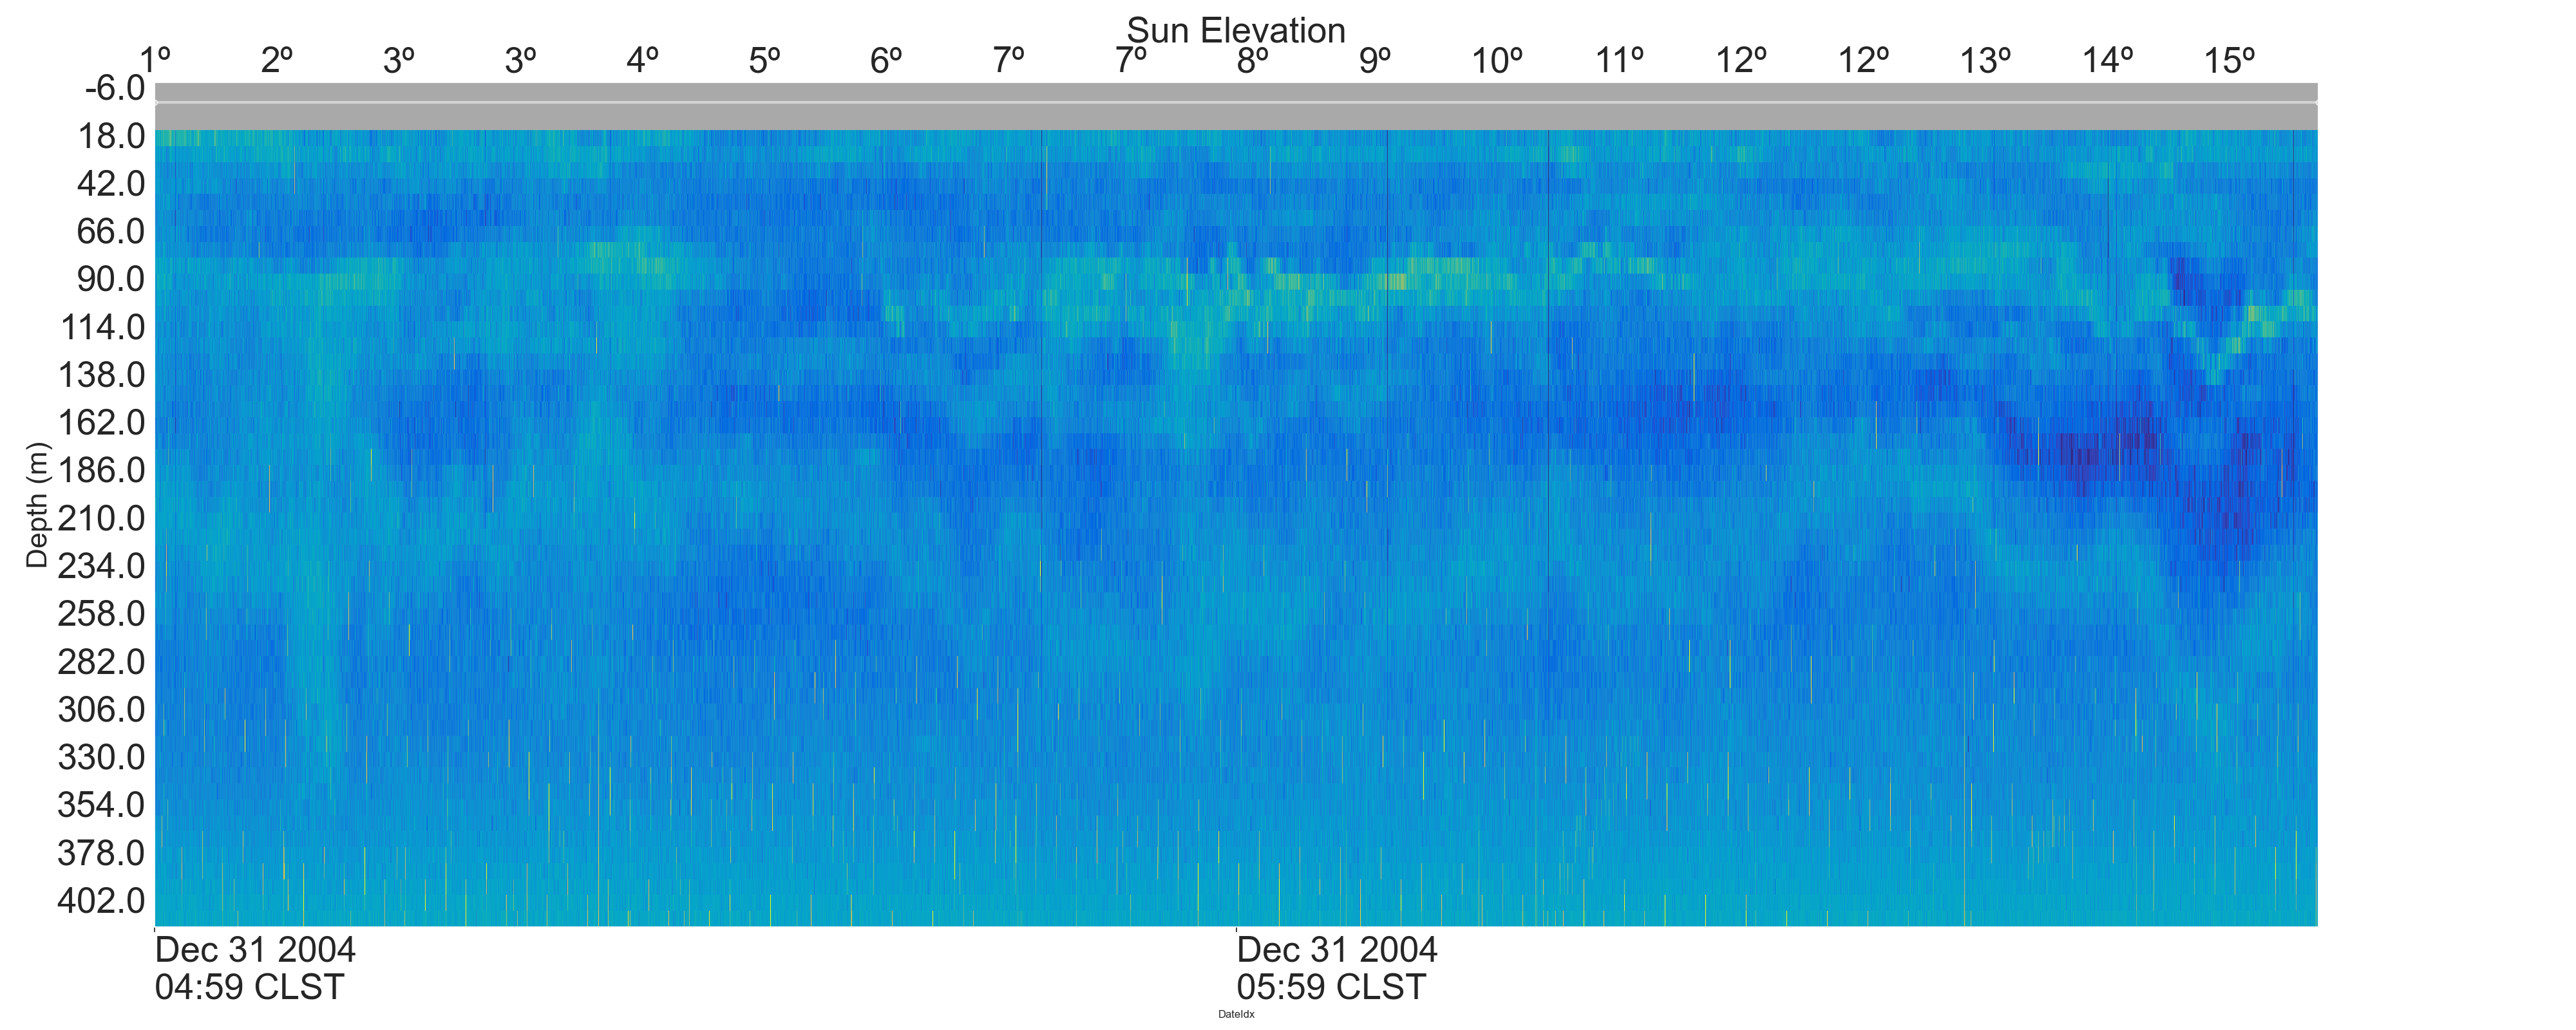 Sun Elevation
1º 2º 3º 3º 4º 5º 6º 7º 7º 8º 9º 10º 11º 12º 12º 13º 14º 15º
-6.0
18.0
42.0
66.0
90.0
114.0
138.0
162.0
186.0
210.0
234.0
258.0
282.0
306.0
330.0
354.0
378.0
402.0
Depth (m)
Dec 31 2004
04:59 CLST
Dec 31 2004
05:59 CLST
DateIdx